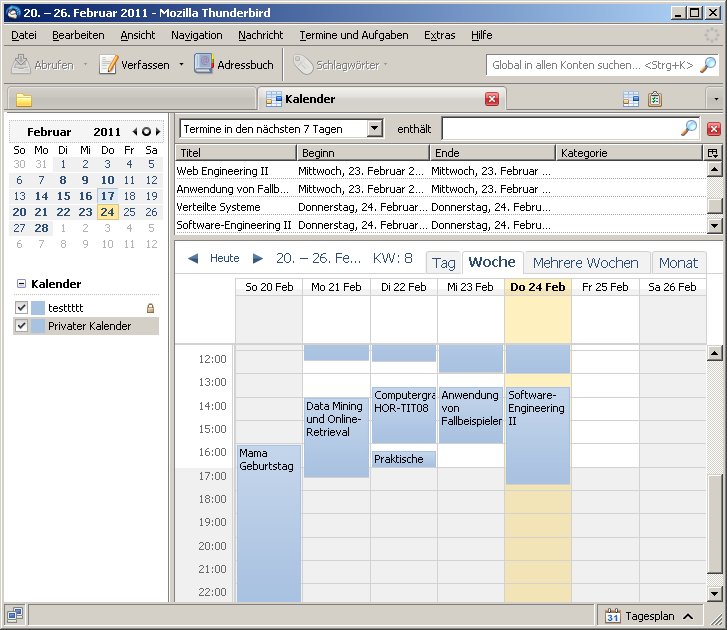 20. – 26. Februar 2011 - Mozilla Thunderbird
Datei Bearbeiten Ansicht Navigation Nachricht Termine und Aufgaben Extras Hilfe
Abrufen Verfassen Adressbuch Schlagwörter Global in allen Konten suchen... <Strg+K>
Kalender
Februar 2011
So Mo Di Mi Do Fr Sa
30 31 1 2 3 4 5
6 7 8 9 10 11 12
13 14 15 16 17 18 19
20 21 22 23 24 25 26
27 28 1 2 3 4 5
6 7 8 9 10 11 12
Kalender
testtttt
Privater Kalender
Termine in den nächsten 7 Tagen enthält
Titel Beginn Ende Kategorie
Web Engineering II Mittwoch, 23. Februar 2... Mittwoch, 23. Februar ...
Anwendung von Fallb... Mittwoch, 23. Februar 2... Mittwoch, 23. Februar ...
Verteilte Systeme Donnerstag, 24. Febru... Donnerstag, 24. Febru...
Software-Engineering II Donnerstag, 24. Febru... Donnerstag, 24. Febru...
Heute 20. – 26. Fe... KW: 8 Tag Woche Mehrere Wochen Monat
So 20 Feb Mo 21 Feb Di 22 Feb Mi 23 Feb Do 24 Feb Fr 25 Feb Sa 26 Feb
12:00
13:00
14:00
15:00
16:00
17:00
18:00
19:00
20:00
21:00
22:00
Mama
Geburtstag
Data Mining
und Online-
Retrieval
Computergra
HOR-TIT08
Praktische
Anwendung
von
Fallbeispielen
Software-
Engineering
II
31 Tagesplan